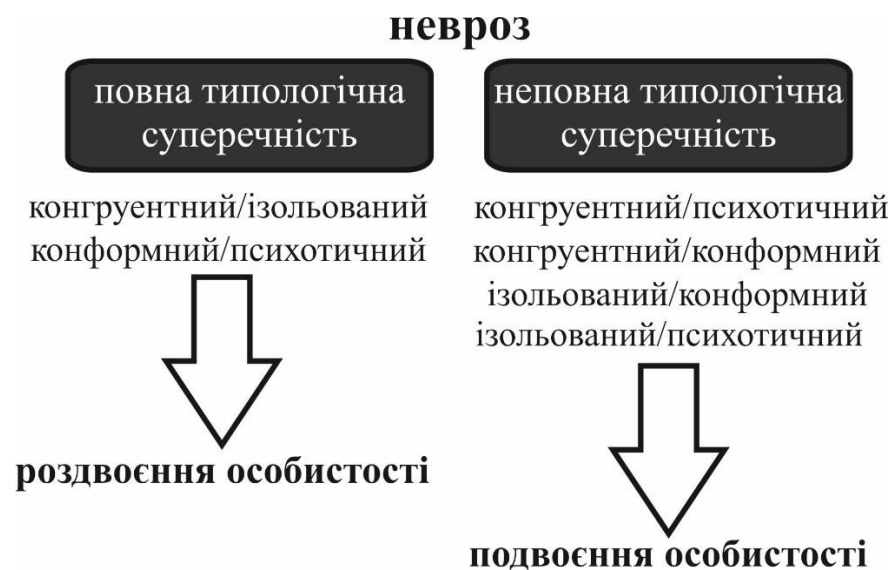 невроз
повна типологічна
суперечність
конгруентний/ізольований
конформний/психотичний
роздвоєння особистості
неповна типологічна
суперечність
конгруентний/психотичний
конгруентний/конформний
ізольований/конформний
ізольований/психотичний
подвоєння особистості